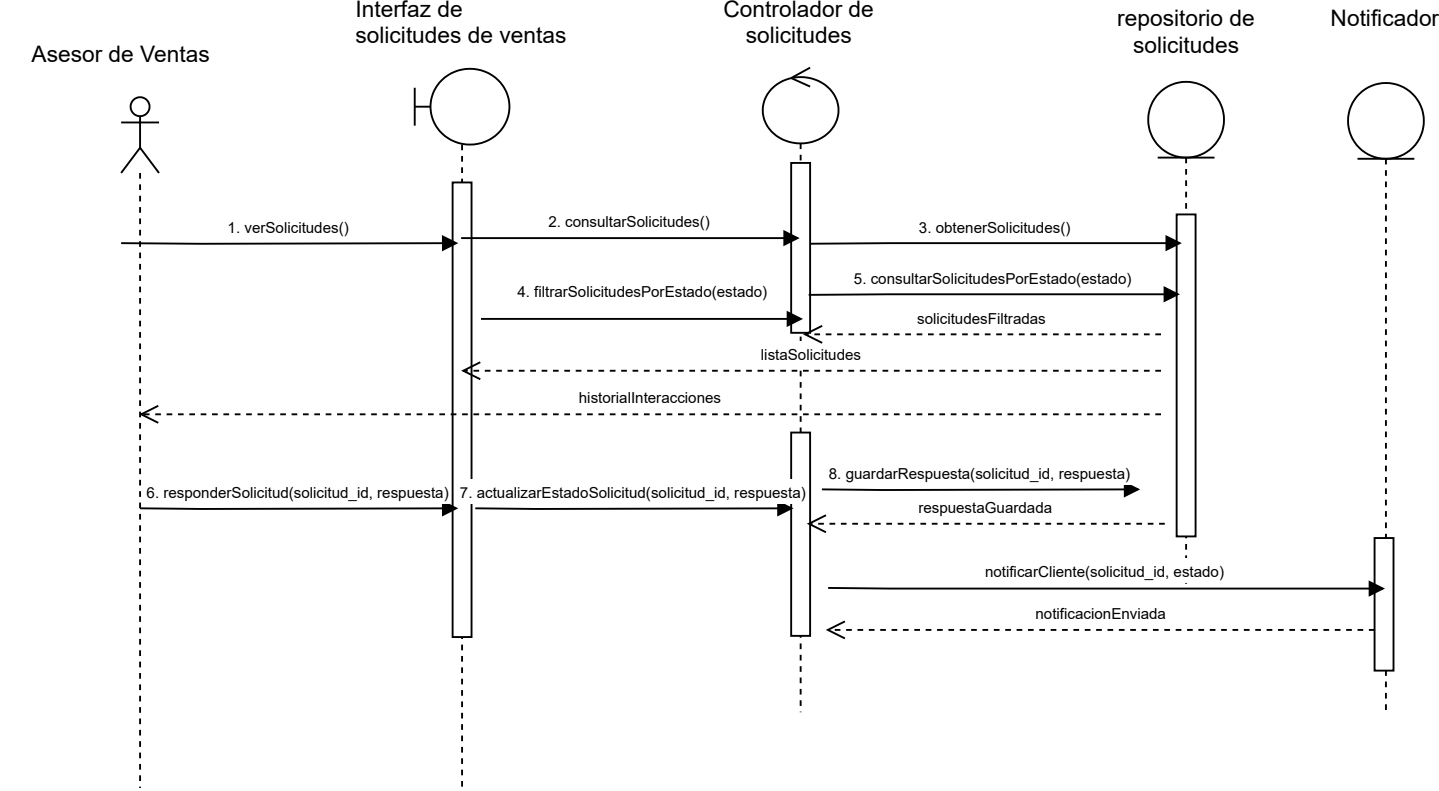 Interfaz de
solicitudes de ventas
Controlador de
solicitudes
repositorio de
solicitudes
Notificador
Asesor de Ventas
1. verSolicitudes()
2. consultarSolicitudes()
3. obtenerSolicitudes()
4. filtrarSolicitudesPorEstado(estado)
5. consultarSolicitudesPorEstado(estado)
solicitudesFiltradas
listaSolicitudes
historialInteracciones
6. responderSolicitud(solicitud_id, respuesta)
7. actualizarEstadoSolicitud(solicitud_id, respuesta)
8. guardarRespuesta(solicitud_id, respuesta)
respuestaGuardada
notificarCliente(solicitud_id, estado)
notificacionEnviada